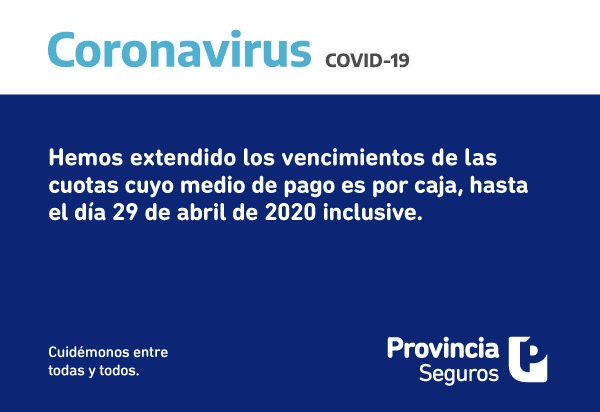 Coronavirus COVID-19
Hemos extendido los vencimientos de las
cuotas cuyo medio de pago es por caja, hasta
el día 29 de abril de 2020 inclusive.
Cuidémonos entre
todas y todos.
Provincia
Seguros